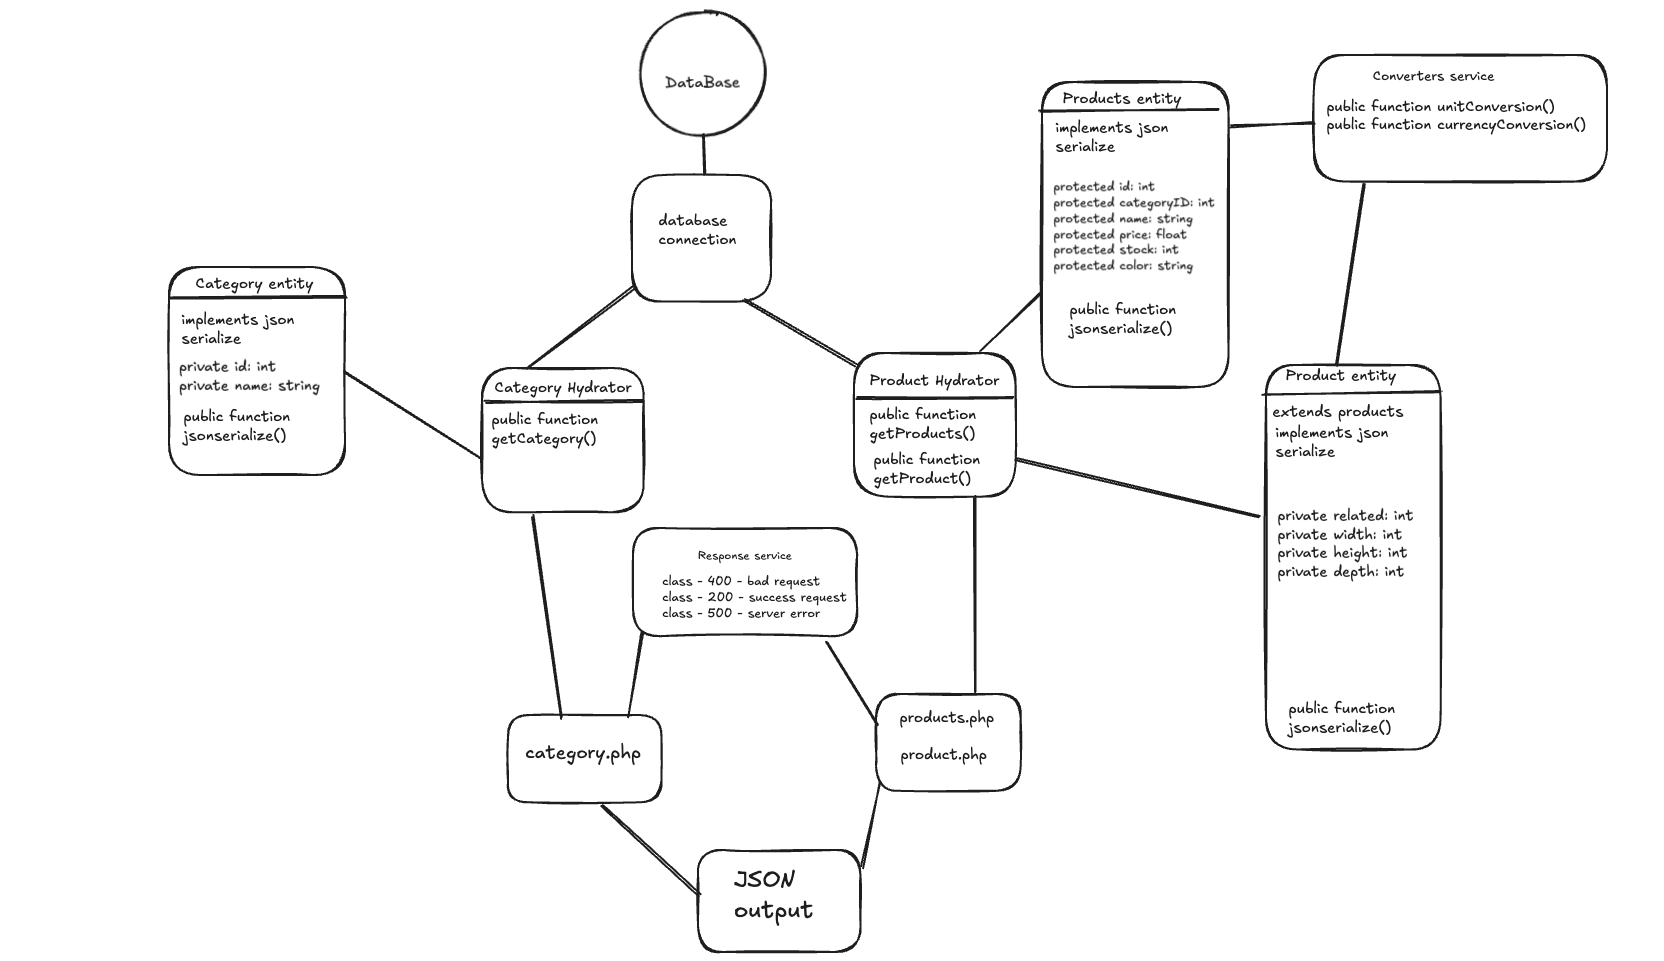 DataBase
database
connection
Category entity
implements json
serialize
private id: int
private name: string
public function
jsonserialize()
Category Hydrator
public function
getCategory()
Product Hydrator
public function
getProducts()
public function
getProduct()
Products entity
implements json
serialize
protected id: int
protected categoryID: int
protected name: string
protected price: float
protected stock: int
protected color: string
public function
jsonserialize()
Converters service
public function unitConversion()
public function currencyConversion()
Product entity
extends products
implements json
serialize
private related: int
private width: int
private height: int
private depth: int
public function
jsonserialize()
Response service
class - 400 - bad request
class - 200 - success request
class - 500 - server error
category.php
products.php
product.php
JSON
output